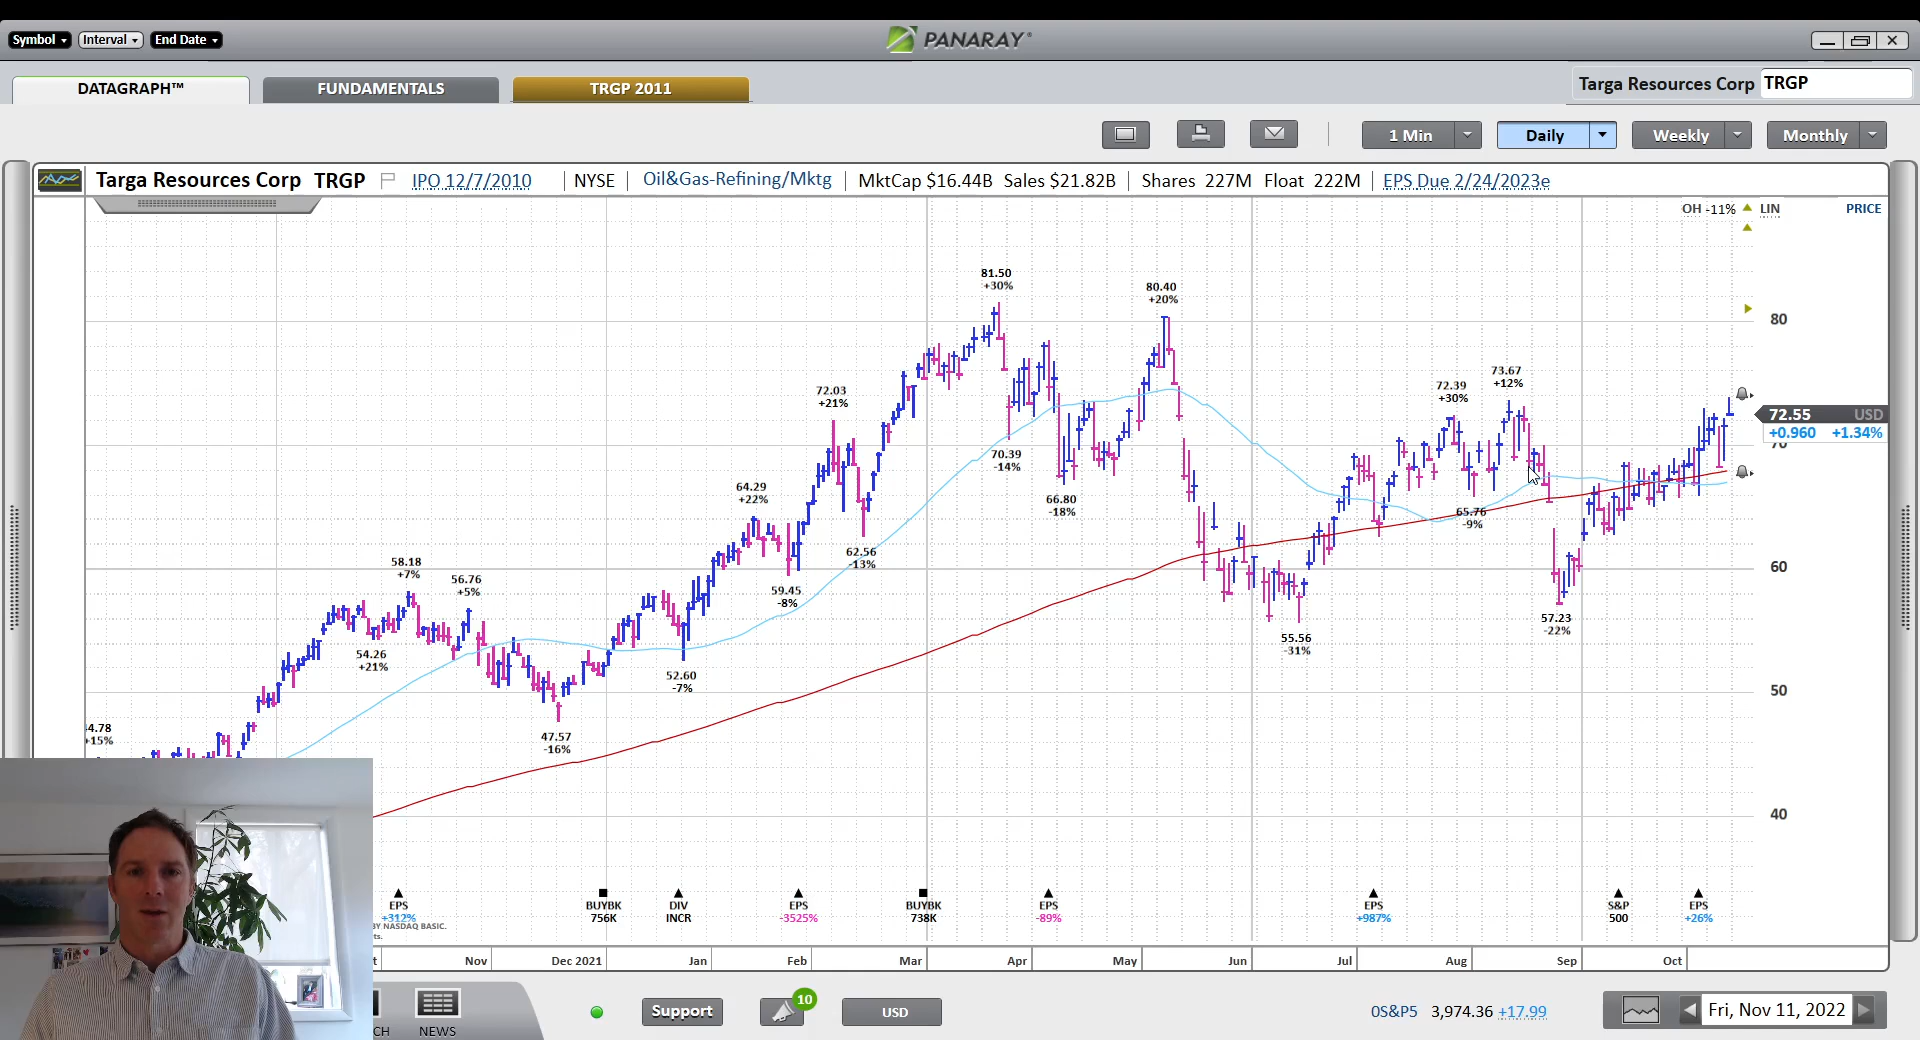 Symbol Interval End Date PANARAY®
DATAGRAPH™ FUNDAMENTALS TRGP 2011 Targa Resources Corp TRGP
1 Min Daily Weekly Monthly
Targa Resources Corp TRGP IPO 12/7/2010 NYSE Oil&Gas-Refining/Mktg MktCap $16.44B Sales $21.82B Shares 227M Float 222M EPS Due 2/24/2023e
OH -11% LIN PRICE
81.50
+30%
80.40
+20%
80
72.03
+21%
72.39
+30%
73.67
+12%
72.55 USD
+0.960 +1.34%
70
70.39
-14%
64.29
+22%
66.80
-18%
65.76
-9%
62.56
-13%
60
58.18
+7%
56.76
+5%
59.45
-8%
57.23
-22%
55.56
-31%
54.26
+21%
52.60
-7%
50
47.57
-16%
4.78
+15%
40
EPS
+312%
BUYBK
756K
DIV
INCR
EPS
-3525%
BUYBK
738K
EPS
-89%
EPS
+987%
S&P
500
EPS
+26%
BY NASDAQ BASIC.
ts.
t Nov Dec 2021 Jan Feb Mar Apr May Jun Jul Aug Sep Oct
CH NEWS Support 10 USD 0S&P5 3,974.36 +17.99 Fri, Nov 11, 2022